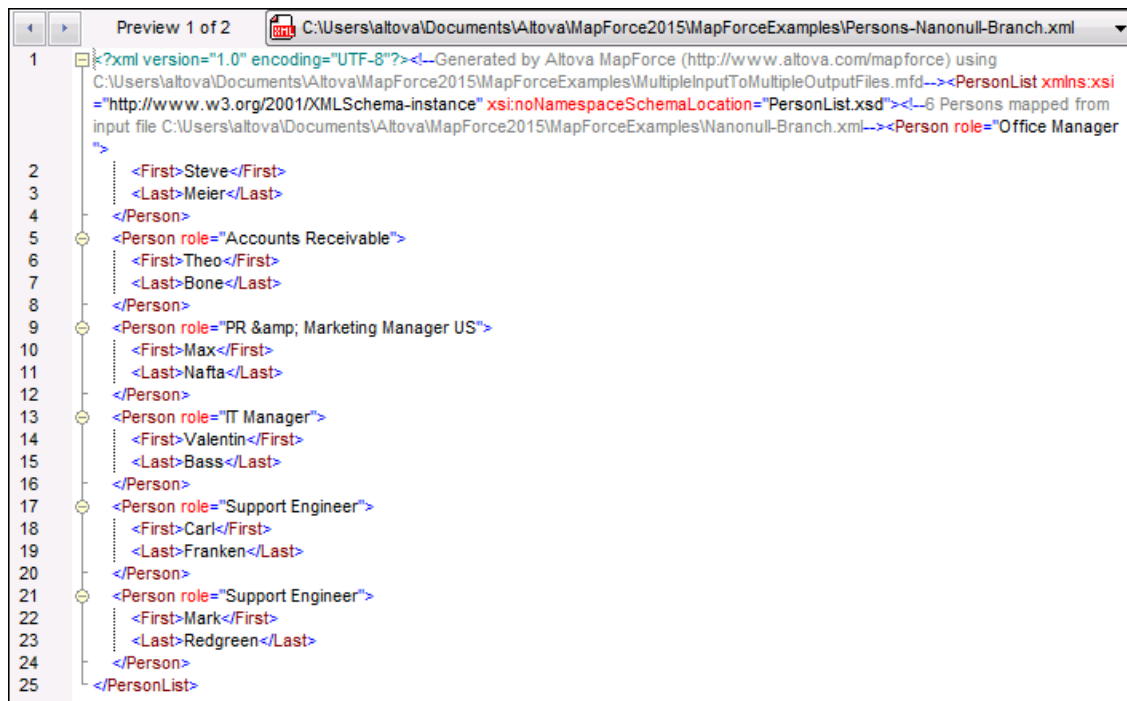 Preview 1 of 2 C:\Users\altova\Documents\Altova\MapForce2015\MapForceExamples\Persons-Nanonull-Branch.xml
1 <?xml version="1.0" encoding="UTF-8"?><!--Generated by Altova MapForce (http://www.altova.com/mapforce) using
C:\Users\altova\Documents\Altova\MapForce2015\MapForceExamples\MultipleInputToMultipleOutputFiles.mfd--><PersonList xmlns:xsi
="http://www.w3.org/2001/XMLSchema-instance" xsi:noNamespaceSchemaLocation="PersonList.xsd"><!--6 Persons mapped from
input file C:\Users\altova\Documents\Altova\MapForce2015\MapForceExamples\Nanonull-Branch.xml--><Person role="Office Manager
">
2 <First>Steve</First>
3 <Last>Meier</Last>
4 </Person>
5 <Person role="Accounts Receivable">
6 <First>Theo</First>
7 <Last>Bone</Last>
8 </Person>
9 <Person role="PR &amp; Marketing Manager US">
10 <First>Max</First>
11 <Last>Nafta</Last>
12 </Person>
13 <Person role="IT Manager">
14 <First>Valentin</First>
15 <Last>Bass</Last>
16 </Person>
17 <Person role="Support Engineer">
18 <First>Carl</First>
19 <Last>Franken</Last>
20 </Person>
21 <Person role="Support Engineer">
22 <First>Mark</First>
23 <Last>Redgreen</Last>
24 </Person>
25 </PersonList>